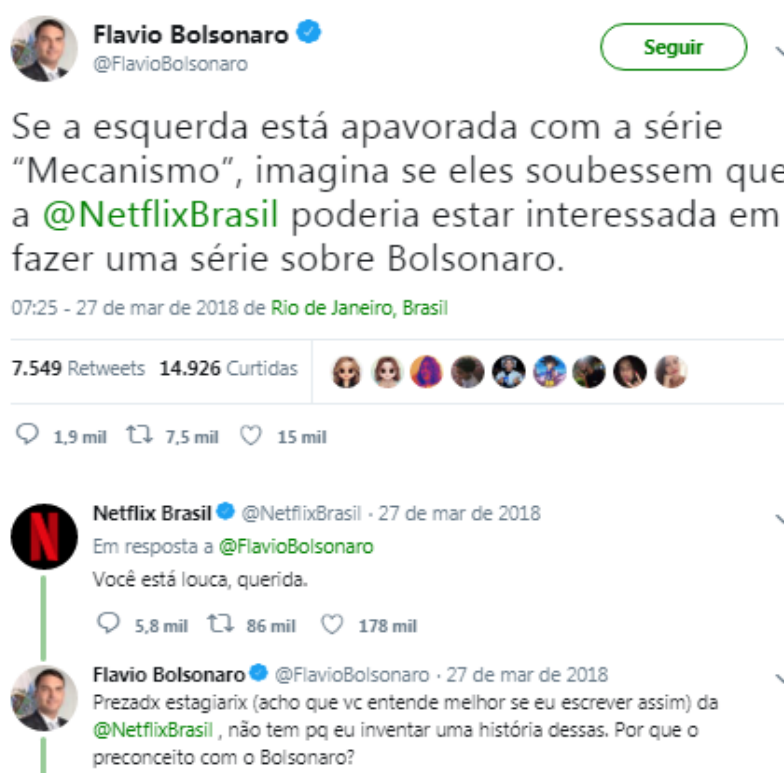 Flavio Bolsonaro
@FlavioBolsonaro
Seguir
Se a esquerda está apavorada com a série
“Mecanismo”, imagina se eles soubessem que
a @NetflixBrasil poderia estar interessada em
fazer uma série sobre Bolsonaro.
07:25 - 27 de mar de 2018 de Rio de Janeiro, Brasil
7.549 Retweets 14.926 Curtidas
1,9 mil 7,5 mil 15 mil
Netflix Brasil @NetflixBrasil · 27 de mar de 2018
Em resposta a @FlavioBolsonaro
Você está louca, querida.
5,8 mil 86 mil 178 mil
Flavio Bolsonaro @FlavioBolsonaro · 27 de mar de 2018
Prezadx estagiarix (acho que vc entende melhor se eu escrever assim) da
@NetflixBrasil , não tem pq eu inventar uma história dessas. Por que o
preconceito com o Bolsonaro?